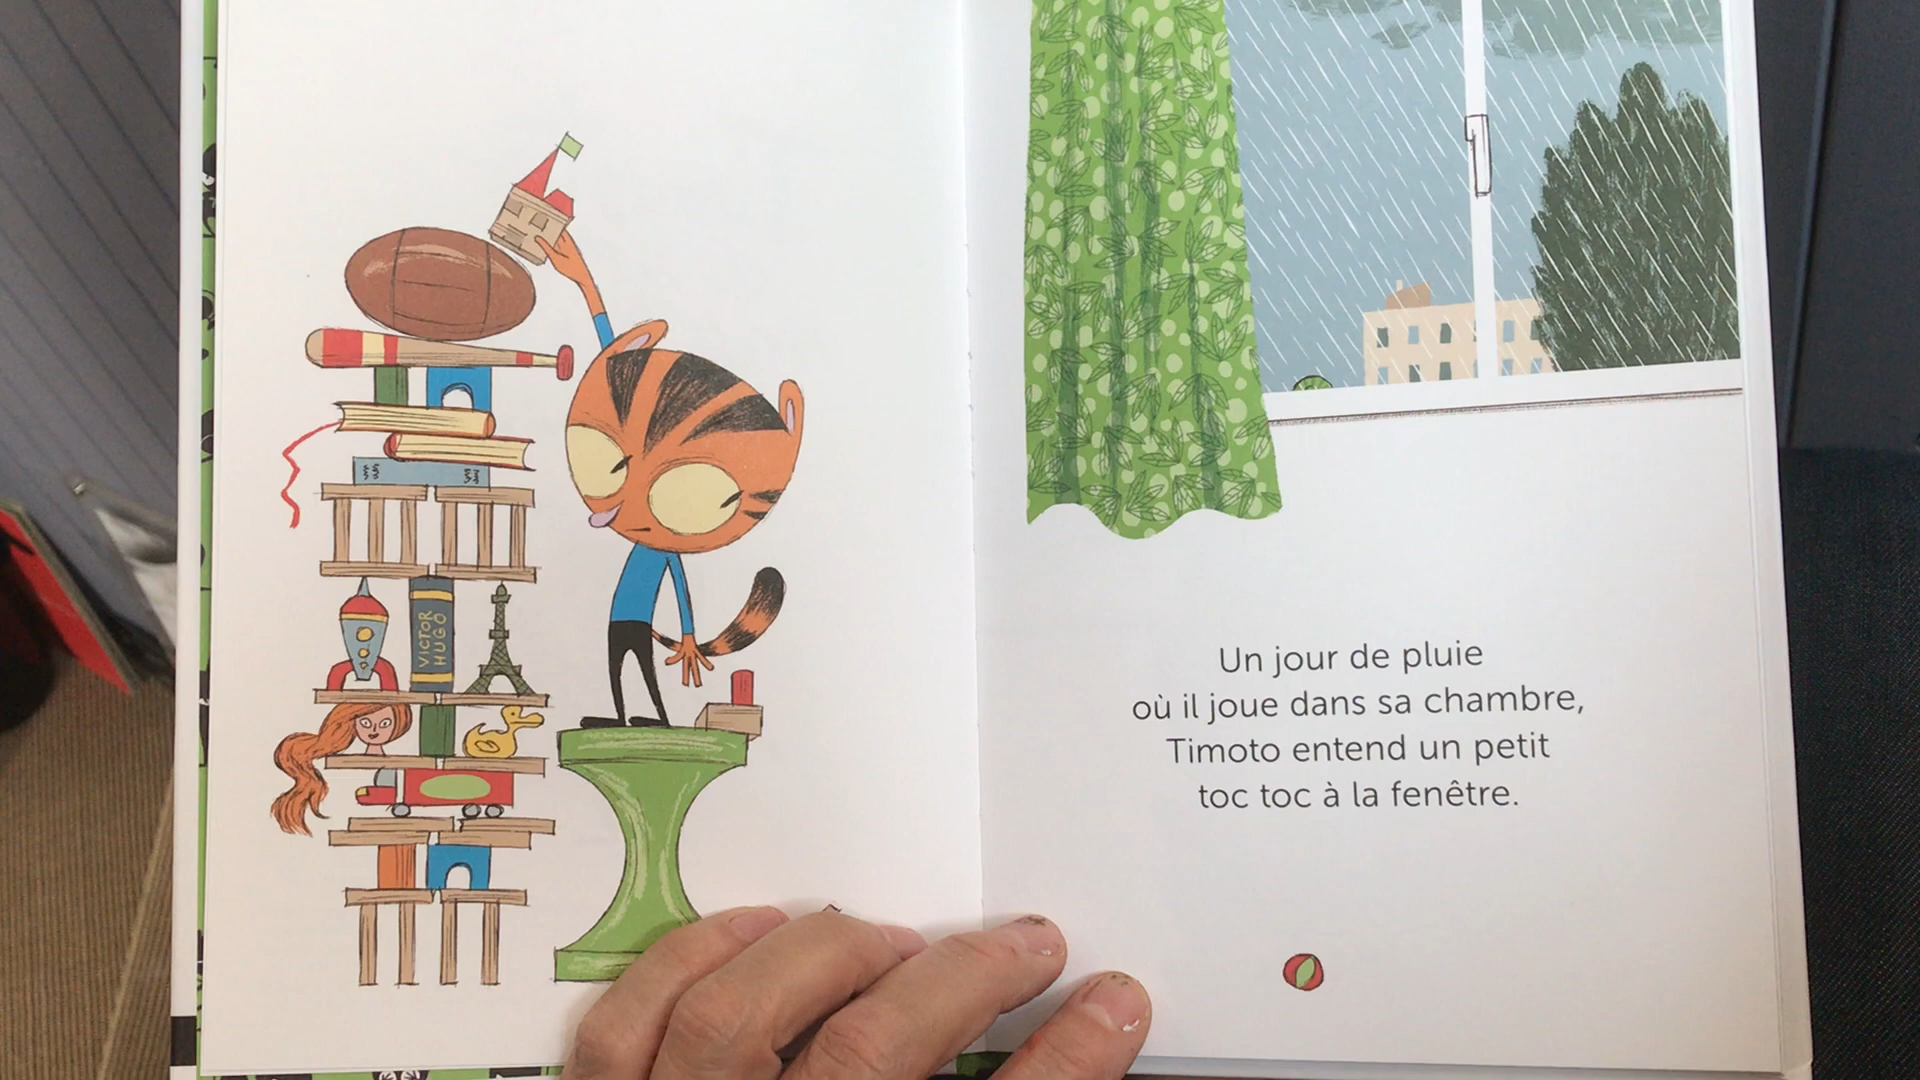 VICTOR
HUGO
Un jour de pluie
où il joue dans sa chambre,
Timoto entend un petit
toc toc à la fenêtre.